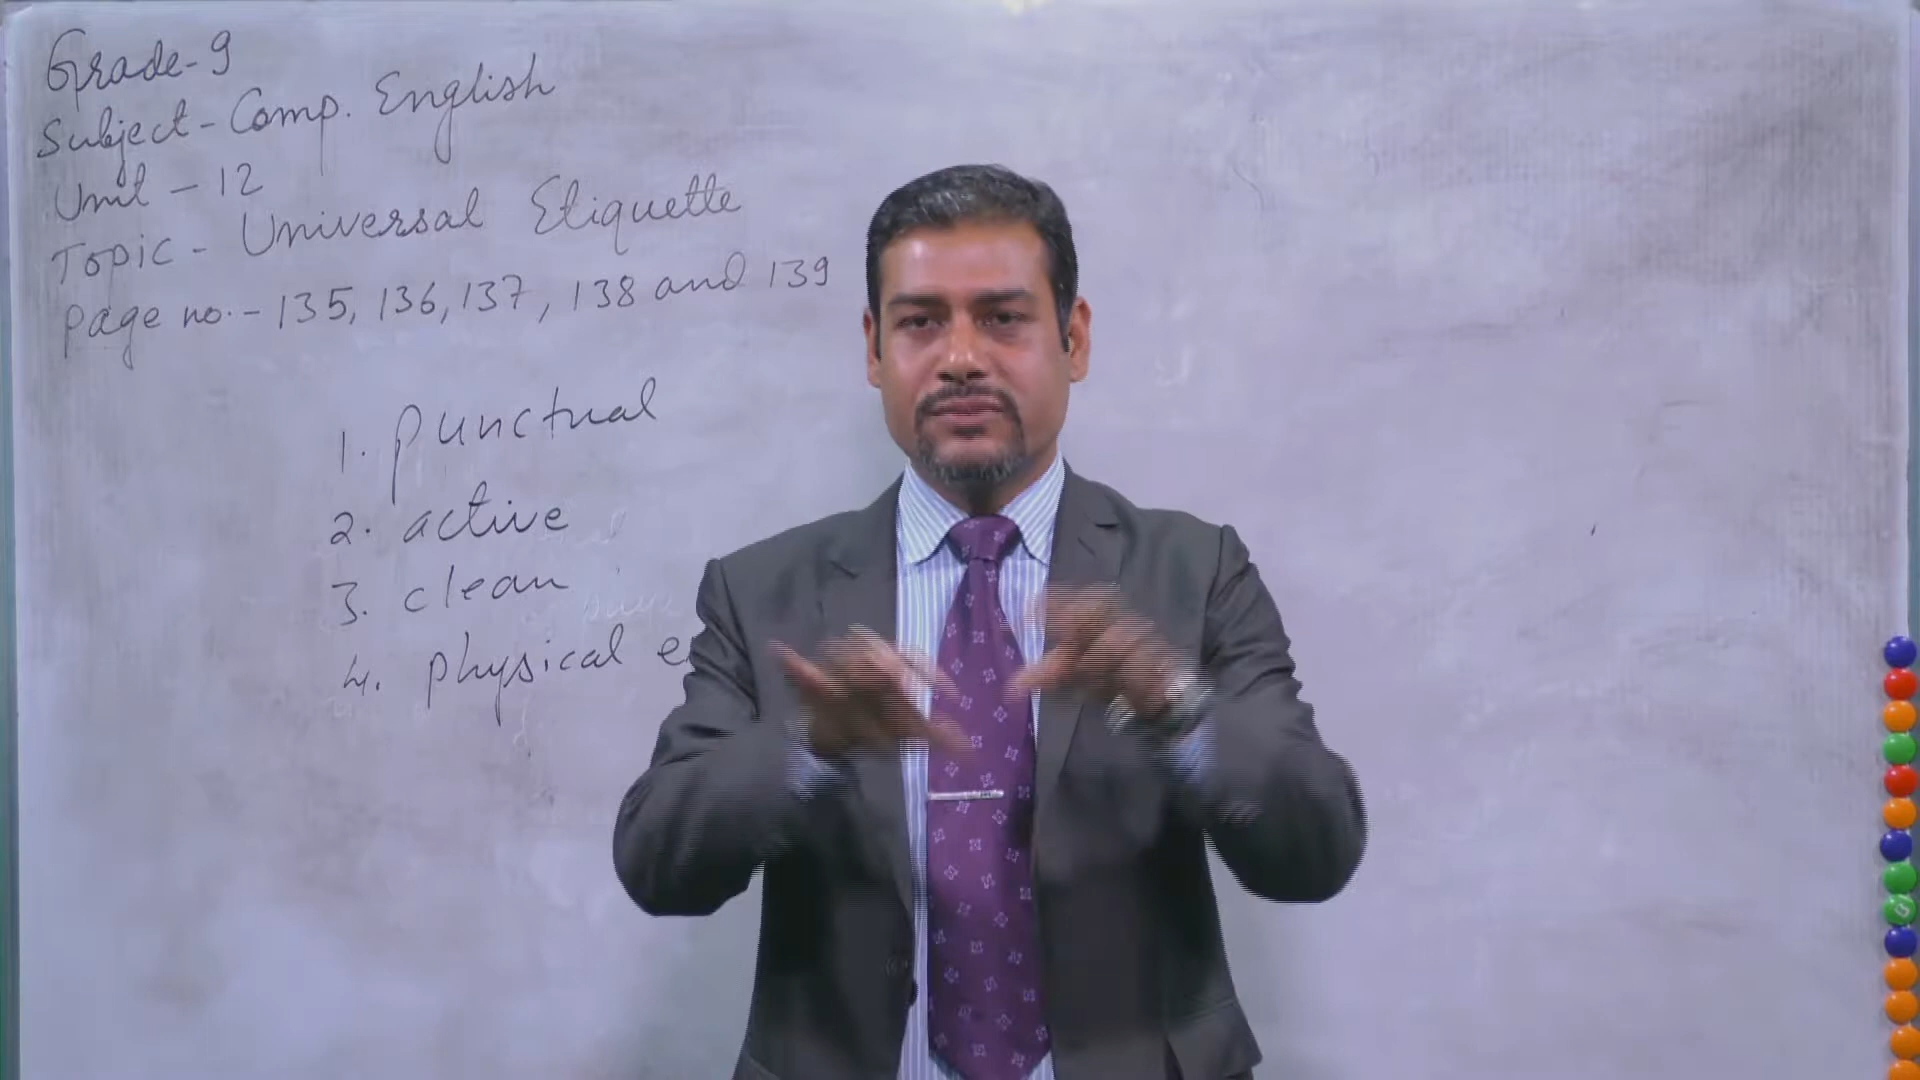 Grade-9
Subject-Comp. English
Unit - 12
Topic - Universal Etiquette
Page no.- 135, 136, 137, 138 and 139
1. punctual
2. active
3. clean
4. physical